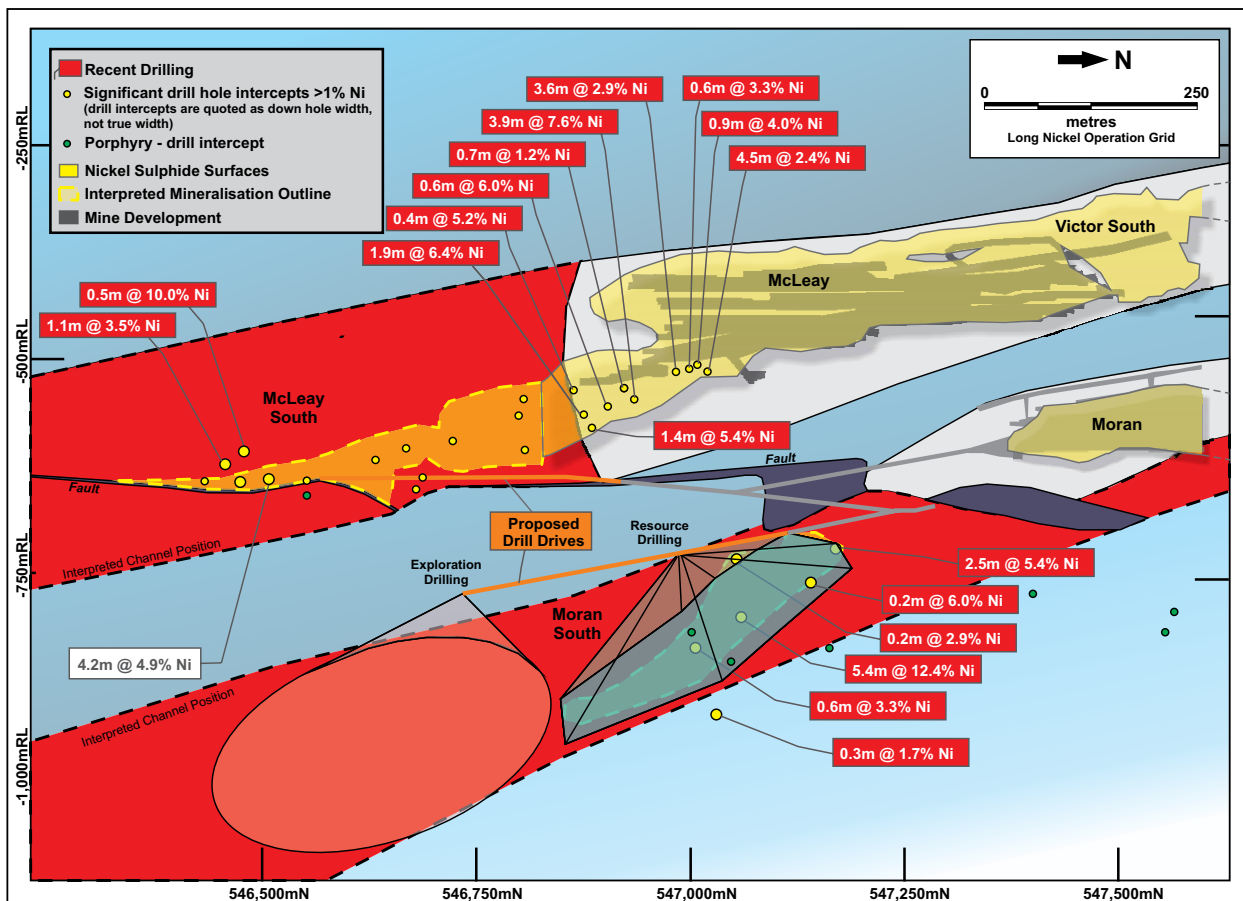 Recent Drilling
Significant drill hole intercepts >1% Ni
(drill intercepts are quoted as down hole width,
not true width)
Porphyry - drill intercept
Nickel Sulphide Surfaces
Interpreted Mineralisation Outline
Mine Development
N
0
250
metres
Long Nickel Operation Grid
-250mRL
-500mRL
-750mRL
-1,000mRL
3.6m @ 2.9% Ni
0.6m @ 3.3% Ni
3.9m @ 7.6% Ni
0.9m @ 4.0% Ni
0.7m @ 1.2% Ni
4.5m @ 2.4% Ni
0.6m @ 6.0% Ni
0.4m @ 5.2% Ni
1.9m @ 6.4% Ni
0.5m @ 10.0% Ni
1.1m @ 3.5% Ni
Victor South
McLeay
McLeay
South
Moran
1.4m @ 5.4% Ni
Fault
Fault
Proposed
Drill Drives
Resource
Drilling
Exploration
Drilling
Interpreted Channel Position
Moran
South
2.5m @ 5.4% Ni
0.2m @ 6.0% Ni
0.2m @ 2.9% Ni
5.4m @ 12.4% Ni
4.2m @ 4.9% Ni
0.6m @ 3.3% Ni
Interpreted Channel Position
0.3m @ 1.7% Ni
546,500mN
546,750mN
547,000mN
547,250mN
547,500mN